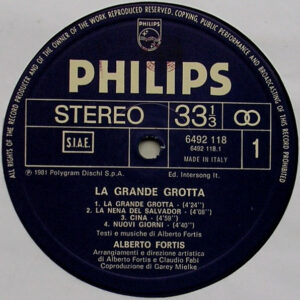 ALL RIGHTS OF THE RECORD PRODUCER AND OF THE OWNER OF THE WORK REPRODUCED RESERVED. UNAUTHORIZED COPYING, PUBLIC PERFORMANCE AND BROADCASTING OF THIS RECORD PROHIBITED
PHILIPS
STEREO 33 1/3
6492 118
6492 118.1
S.I.A.E.
MADE IN ITALY
1
℗ 1981 Polygram Dischi S.p.A.
Ed. Intersong It.
LA GRANDE GROTTA
1. LA GRANDE GROTTA - (4'24")
2. LA NENA DEL SALVADOR - (4'08")
3. CINA - (4'59")
4. NUOVI GIORNI - (4'40")
Testi e musiche di Alberto Fortis
ALBERTO FORTIS
Arrangiamenti e direzione artistica
di Alberto Fortis e Claudio Fabi
Coproduzione di Garey Mielke